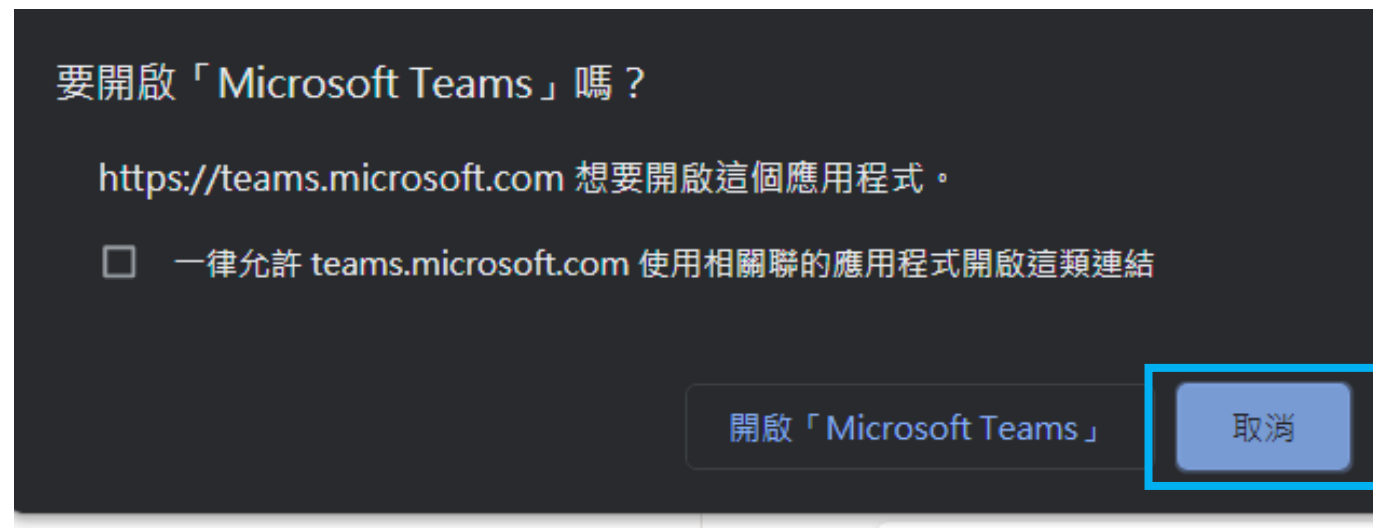 要開啟「Microsoft Teams」嗎？
https://teams.microsoft.com 想要開啟這個應用程式。
一律允許 teams.microsoft.com 使用相關聯的應用程式開啟這類連結
開啟「Microsoft Teams」
取消